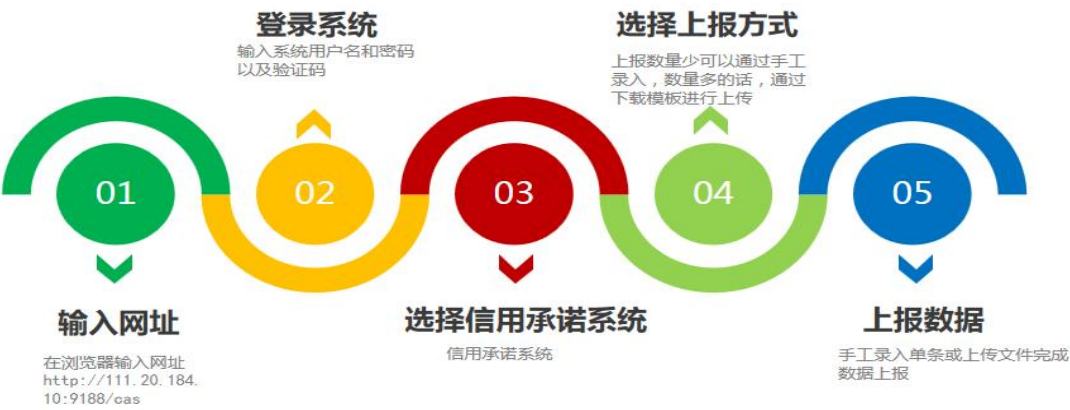 登录系统
输入系统用户名和密码
以及验证码
选择上报方式
上报数量少可以通过手工
录入，数量多的话，通过
下载模板进行上传
01
02
03
04
05
输入网址
在浏览器输入网址
http://111.20.184.
10:9188/cas
选择信用承诺系统
信用承诺系统
上报数据
手工录入单条或上传文件完成
数据上报